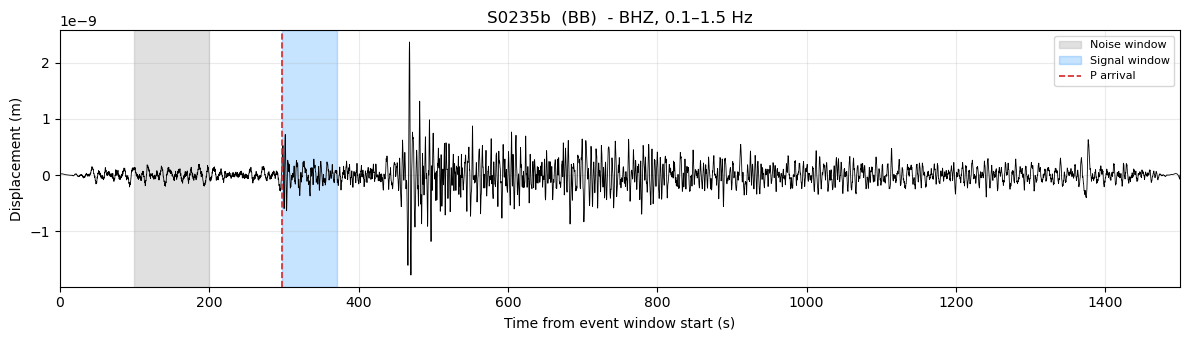 S0235b  (BB)  - BHZ, 0.1–1.5 Hz
1e−9
Noise window
Signal window
P arrival
2
1
0
−1
Displacement (m)
0 200 400 600 800 1000 1200 1400
Time from event window start (s)